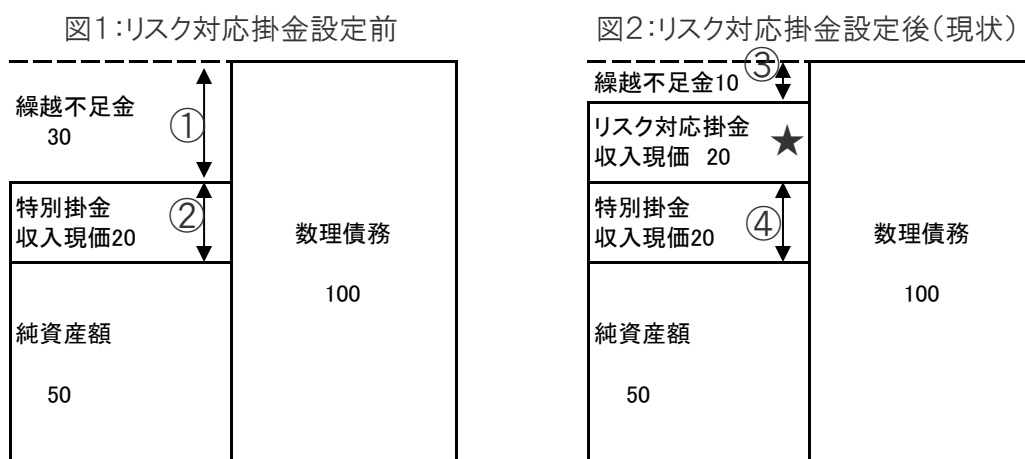 図1:リスク対応掛金設定前
繰越不足金
30
①
特別掛金
収入現価20
②
純資産額
50
数理債務
100
図2:リスク対応掛金設定後(現状)
③
繰越不足金10
リスク対応掛金
収入現価 20
★
特別掛金
収入現価20
④
純資産額
50
数理債務
100